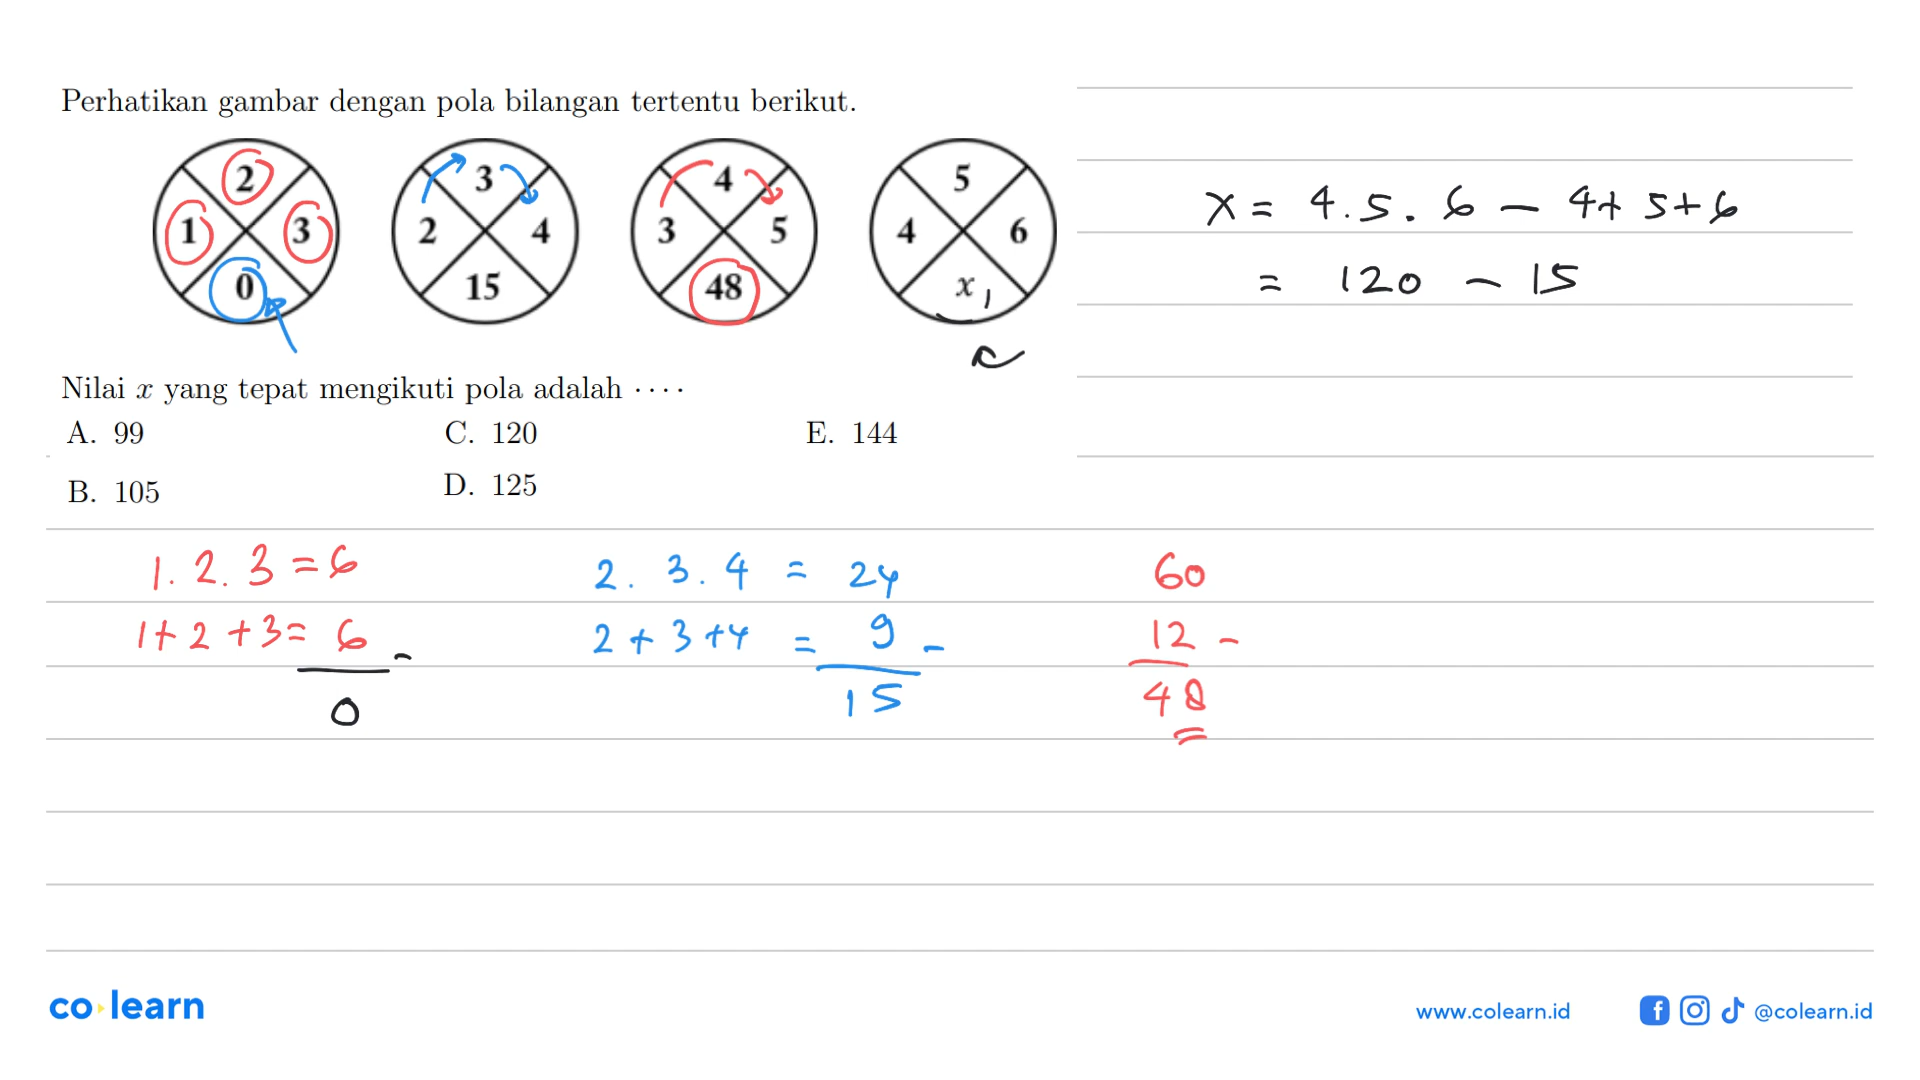 Perhatikan gambar dengan pola bilangan tertentu berikut.
2
1 3
0
3
2 4
15
4
3 5
48
5
4 6
x
Nilai x yang tepat mengikuti pola adalah ....
A. 99
B. 105
C. 120
D. 125
E. 144
x = 4.5.6 - 4+5+6
= 120 - 15
1.2.3 = 6
1+2+3= 6 -
0
2.3.4 = 24
2+3+4 = 9 -
15
60
12 -
48
co learn
www.colearn.id
@colearn.id